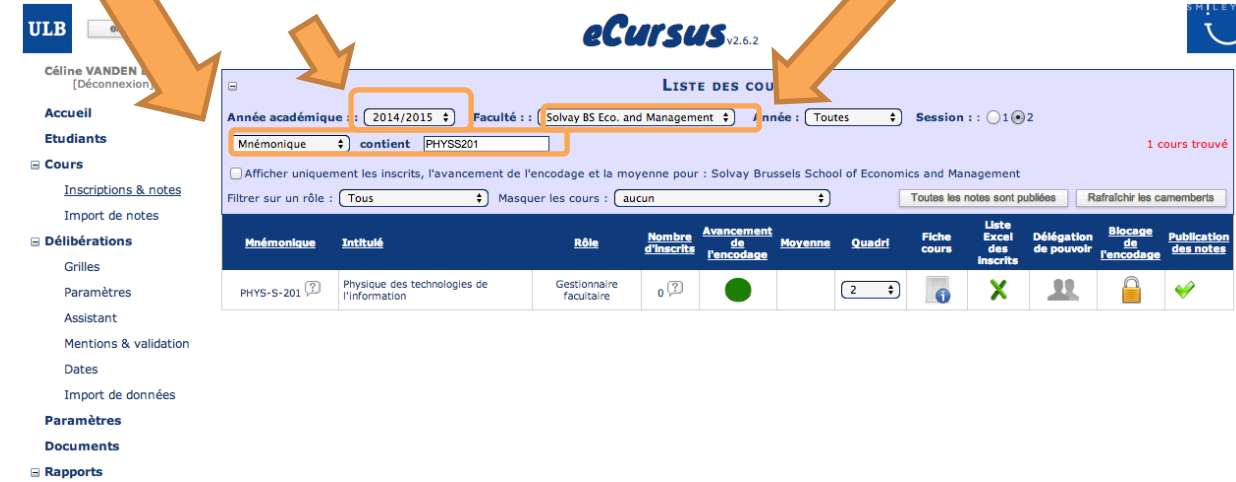 ULB
SMILEY
eCursus v2.6.2
Céline VANDEN
[Déconnexion]
Accueil
Etudiants
Cours
Inscriptions & notes
Import de notes
Délibérations
Grilles
Paramètres
Assistant
Mentions & validation
Dates
Import de données
Paramètres
Documents
Rapports
LISTE DES COU
Année académique : : 2014/2015 Faculté : : Solvay BS Eco. and Management Année : Toutes Session : : 1 2
Mnémonique contient PHYSS201 1 cours trouvé
Afficher uniquement les inscrits, l'avancement de l'encodage et la moyenne pour : Solvay Brussels School of Economics and Management
Filtrer sur un rôle : Tous Masquer les cours : aucun Toutes les notes sont publiées Rafraîchir les camemberts
Mnémonique Intitulé Rôle Nombre d'inscrits Avancement de l'encodage Moyenne Quadri Fiche cours Liste Excel des inscrits Délégation de pouvoir Blocage de l'encodage Publication des notes
PHYS-S-201 ? Physique des technologies de l'information Gestionnaire facultaire 0 ? 2